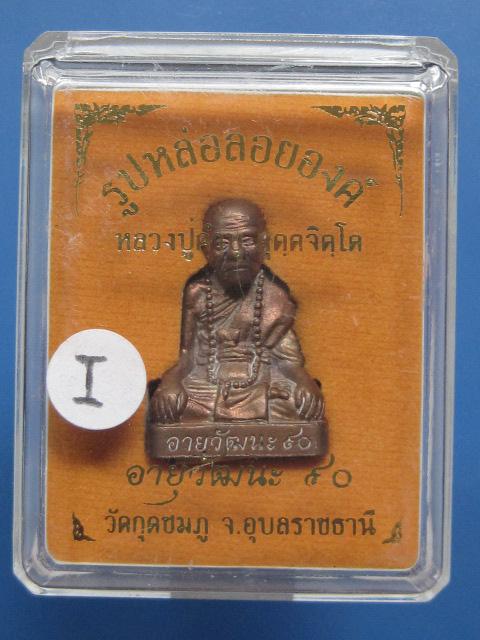 รูปหล่อลอยองค์
หลวงปู่คำ
อายุวัฒนะ ๙๐
อายุวัฒนะ ๙๐
วัดกุดชมภู จ.อุบลราชธานี
I